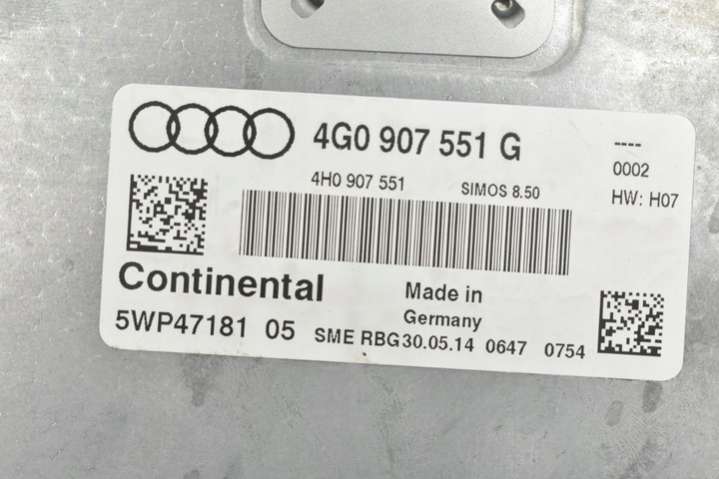 4G0 907 551 G
----
0002
HW: H07
4H0 907 551 SIMOS 8.50
Continental
Made in
Germany
5WP47181 05 SME RBG30.05.14 0647 0754